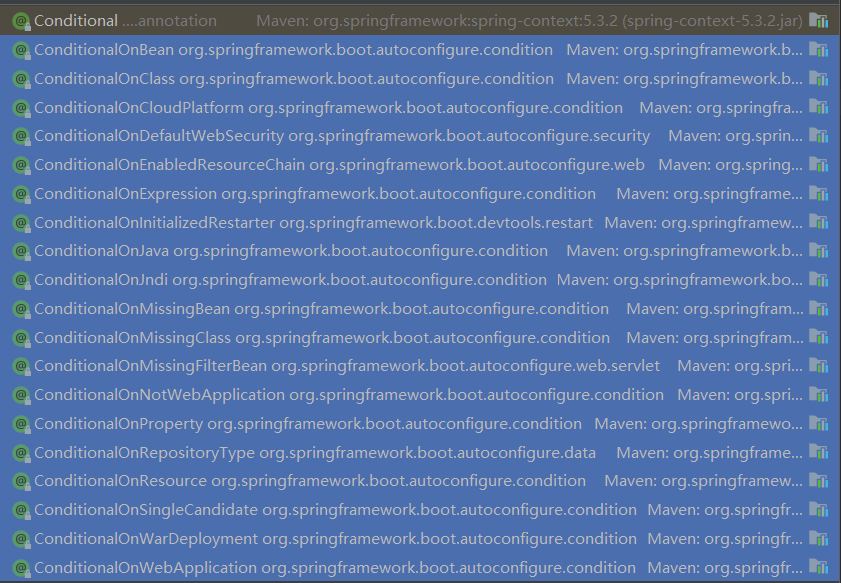 Conditional ....annotation Maven: org.springframework:spring-context:5.3.2 (spring-context-5.3.2.jar)
ConditionalOnBean org.springframework.boot.autoconfigure.condition Maven: org.springframework.b...
ConditionalOnClass org.springframework.boot.autoconfigure.condition Maven: org.springframework.b...
ConditionalOnCloudPlatform org.springframework.boot.autoconfigure.condition Maven: org.springfra...
ConditionalOnDefaultWebSecurity org.springframework.boot.autoconfigure.security Maven: org.sprin...
ConditionalOnEnabledResourceChain org.springframework.boot.autoconfigure.web Maven: org.spring...
ConditionalOnExpression org.springframework.boot.autoconfigure.condition Maven: org.springframe...
ConditionalOnInitializedRestarter org.springframework.boot.devtools.restart Maven: org.springframew...
ConditionalOnJava org.springframework.boot.autoconfigure.condition Maven: org.springframework.b...
ConditionalOnJndi org.springframework.boot.autoconfigure.condition Maven: org.springframework.bo...
ConditionalOnMissingBean org.springframework.boot.autoconfigure.condition Maven: org.springfram...
ConditionalOnMissingClass org.springframework.boot.autoconfigure.condition Maven: org.springfram...
ConditionalOnMissingFilterBean org.springframework.boot.autoconfigure.web.servlet Maven: org.spri...
ConditionalOnNotWebApplication org.springframework.boot.autoconfigure.condition Maven: org.spri...
ConditionalOnProperty org.springframework.boot.autoconfigure.condition Maven: org.springframewo...
ConditionalOnRepositoryType org.springframework.boot.autoconfigure.data Maven: org.springframe...
ConditionalOnResource org.springframework.boot.autoconfigure.condition Maven: org.springframew...
ConditionalOnSingleCandidate org.springframework.boot.autoconfigure.condition Maven: org.springfr...
ConditionalOnWarDeployment org.springframework.boot.autoconfigure.condition Maven: org.springfr...
ConditionalOnWebApplication org.springframework.boot.autoconfigure.condition Maven: org.springfr...